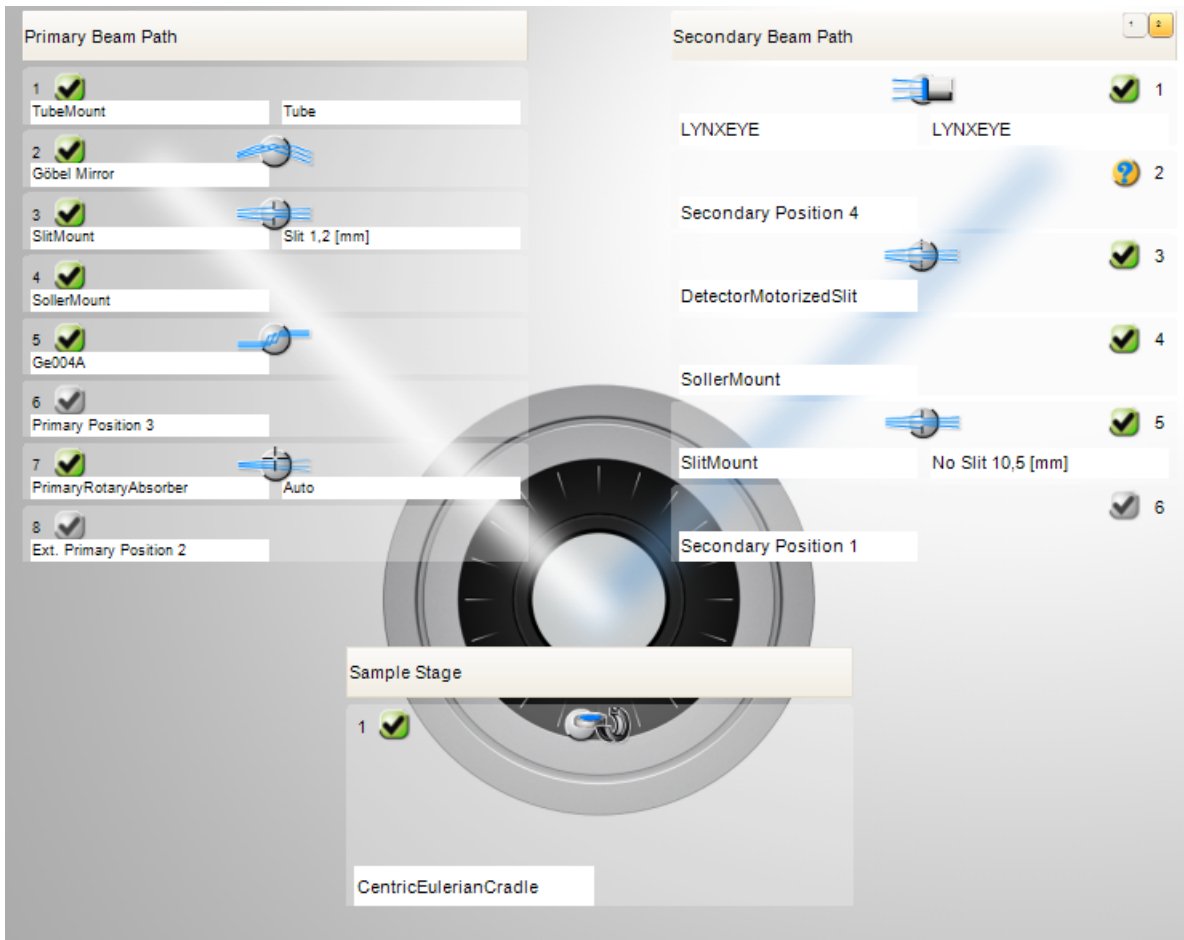 Primary Beam Path
1
TubeMount Tube
2
Göbel Mirror
3
SlitMount Slit 1,2 [mm]
4
SollerMount
5
Ge004A
6
Primary Position 3
7
PrimaryRotaryAbsorber Auto
8
Ext. Primary Position 2
Secondary Beam Path 1 2
1
LYNXEYE LYNXEYE
? 2
Secondary Position 4
3
DetectorMotorizedSlit
4
SollerMount
5
SlitMount No Slit 10,5 [mm]
6
Secondary Position 1
Sample Stage
1
CentricEulerianCradle